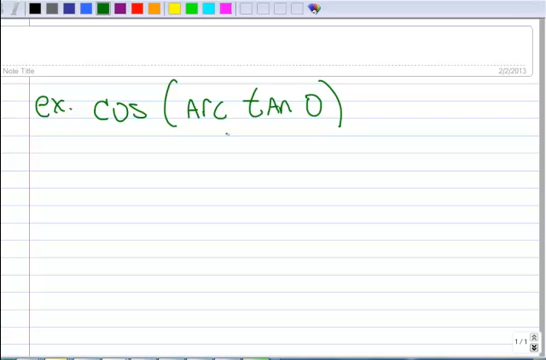 Note Title
2/2/2013
ex. cos (Arc tAn 0)
1/1